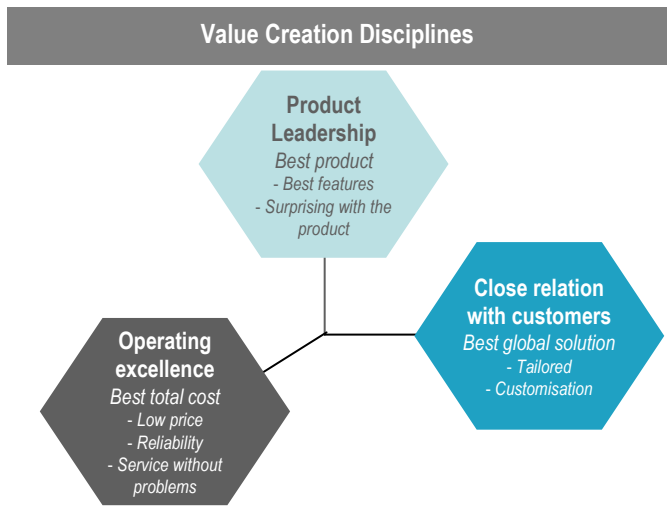 Value Creation Disciplines
Product
Leadership
Best product
- Best features
- Surprising with the
product
Close relation
with customers
Best global solution
- Tailored
- Customisation
Operating
excellence
Best total cost
- Low price
- Reliability
- Service without
problems